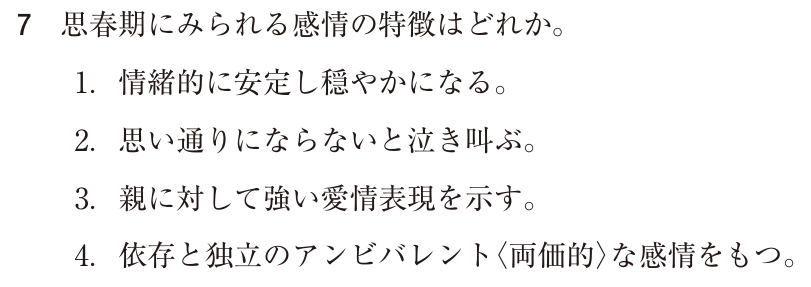 7 思春期にみられる感情の特徴はどれか。
1. 情緒的に安定し穏やかになる。
2. 思い通りにならないと泣き叫ぶ。
3. 親に対して強い愛情表現を示す。
4. 依存と独立のアンビバレント〈両価的〉な感情をもつ。